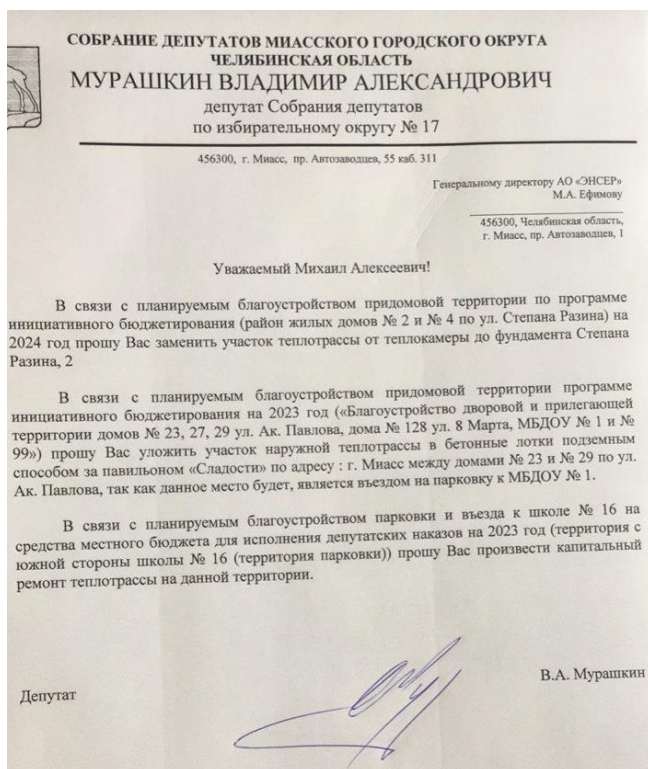 СОБРАНИЕ ДЕПУТАТОВ МИАССКОГО ГОРОДСКОГО ОКРУГА
ЧЕЛЯБИНСКАЯ ОБЛАСТЬ
МУРАШКИН ВЛАДИМИР АЛЕКСАНДРОВИЧ
депутат Собрания депутатов
по избирательному округу № 17
456300, г. Миасс, пр. Автозаводцев, 55 каб. 311
Генеральному директору АО «ЭНСЕР»
М.А. Ефимову
456300, Челябинская область,
г. Миасс, пр. Автозаводцев, 1
Уважаемый Михаил Алексеевич!
В связи с планируемым благоустройством придомовой территории по программе
инициативного бюджетирования (район жилых домов № 2 и № 4 по ул. Степана Разина) на
2024 год прошу Вас заменить участок теплотрассы от теплокамеры до фундамента Степана
Разина, 2
В связи с планируемым благоустройством придомовой территории программе
инициативного бюджетирования на 2023 год («Благоустройство дворовой и прилегающей
территории домов № 23, 27, 29 ул. Ак. Павлова, дома № 128 ул. 8 Марта, МБДОУ № 1 и №
99») прошу Вас уложить участок наружной теплотрассы в бетонные лотки подземным
способом за павильоном «Сладости» по адресу : г. Миасс между домами № 23 и № 29 по ул.
Ак. Павлова, так как данное место будет, является въездом на парковку к МБДОУ № 1.
В связи с планируемым благоустройством парковки и въезда к школе № 16 на
средства местного бюджета для исполнения депутатских наказов на 2023 год (территория с
южной стороны школы № 16 (территория парковки)) прошу Вас произвести капитальный
ремонт теплотрассы на данной территории.
В.А. Мурашкин
Депутат